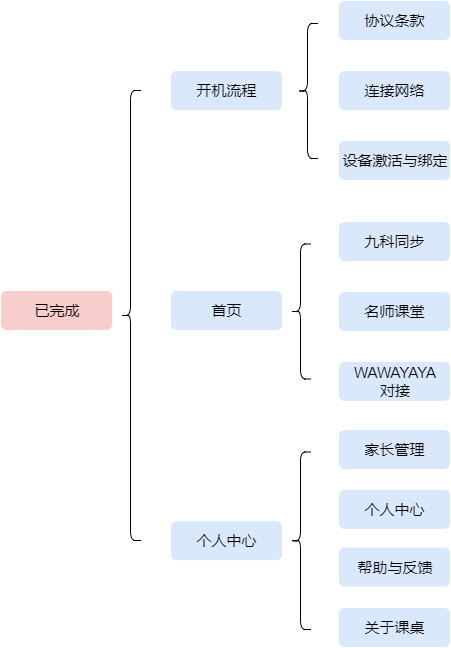 已完成
开机流程
协议条款
连接网络
设备激活与绑定
首页
九科同步
名师课堂
WAWAYAYA
对接
个人中心
家长管理
个人中心
帮助与反馈
关于课桌